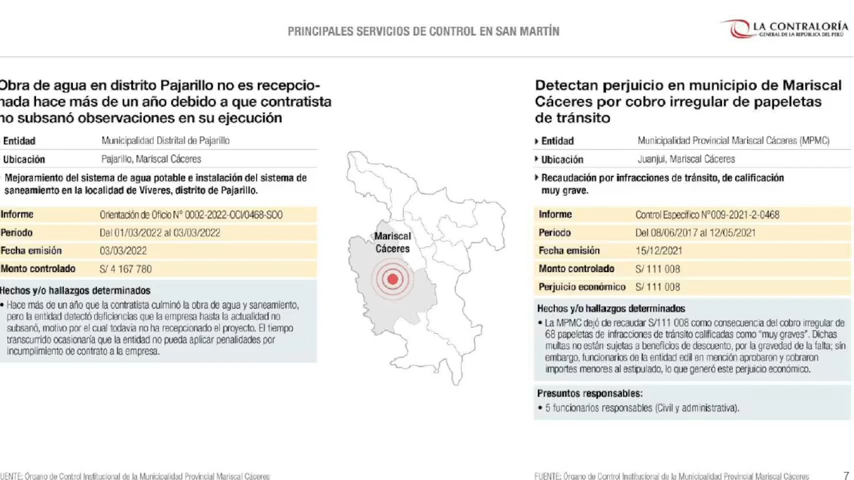 PRINCIPALES SERVICIOS DE CONTROL EN SAN MARTÍN
LA CONTRALORÍA
GENERAL DE LA REPÚBLICA DEL PERÚ
Obra de agua en distrito Pajarillo no es recepcio-
nada hace más de un año debido a que contratista
no subsanó observaciones en su ejecución
Entidad Municipalidad Distrital de Pajarillo
Ubicación Pajarillo, Mariscal Cáceres
Mejoramiento del sistema de agua potable e instalación del sistema de
saneamiento en la localidad de Víveres, distrito de Pajarillo.
Informe Orientación de Oficio N° 0002-2022-OCI/0468-SOO
Periodo Del 01/03/2022 al 03/03/2022
Fecha emisión 03/03/2022
Monto controlado S/ 4 167 780
Hechos y/o hallazgos determinados
• Hace más de un año que la contratista culminó la obra de agua y saneamiento,
pero la entidad detectó deficiencias que la empresa hasta la actualidad no
subsanó, motivo por el cual todavía no ha recepcionado el proyecto. El tiempo
transcurrido ocasionaría que la entidad no pueda aplicar penalidades por
incumplimiento de contrato a la empresa.
Mariscal
Cáceres
Detectan perjuicio en municipio de Mariscal
Cáceres por cobro irregular de papeletas
de tránsito
Entidad Municipalidad Provincial Mariscal Cáceres (MPMC)
Ubicación Juanjui, Mariscal Cáceres
Recaudación por infracciones de tránsito, de calificación
muy grave.
Informe Control Específico N°009-2021-2-0468
Periodo Del 08/06/2017 al 12/05/2021
Fecha emisión 15/12/2021
Monto controlado S/ 111 008
Perjuicio económico S/ 111 008
Hechos y/o hallazgos determinados
• La MPMC dejó de recaudar S/111 008 como consecuencia del cobro irregular de
68 papeletas de infracciones de tránsito calificadas como "muy graves". Dichas
multas no están sujetas a beneficios de descuento, por la gravedad de la falta; sin
embargo, funcionarios de la entidad edil en mención aprobaron y cobraron
importes menores al estipulado, lo que generó este perjuicio económico.
Presuntos responsables:
• 5 funcionarios responsables (Civil y administrativa).
UENTE: Órgano de Control Institucional de la Municipalidad Provincial Mariscal Cáceres
FUENTE: Órgano de Control Institucional de la Municipalidad Provincial Mariscal Cáceres
7